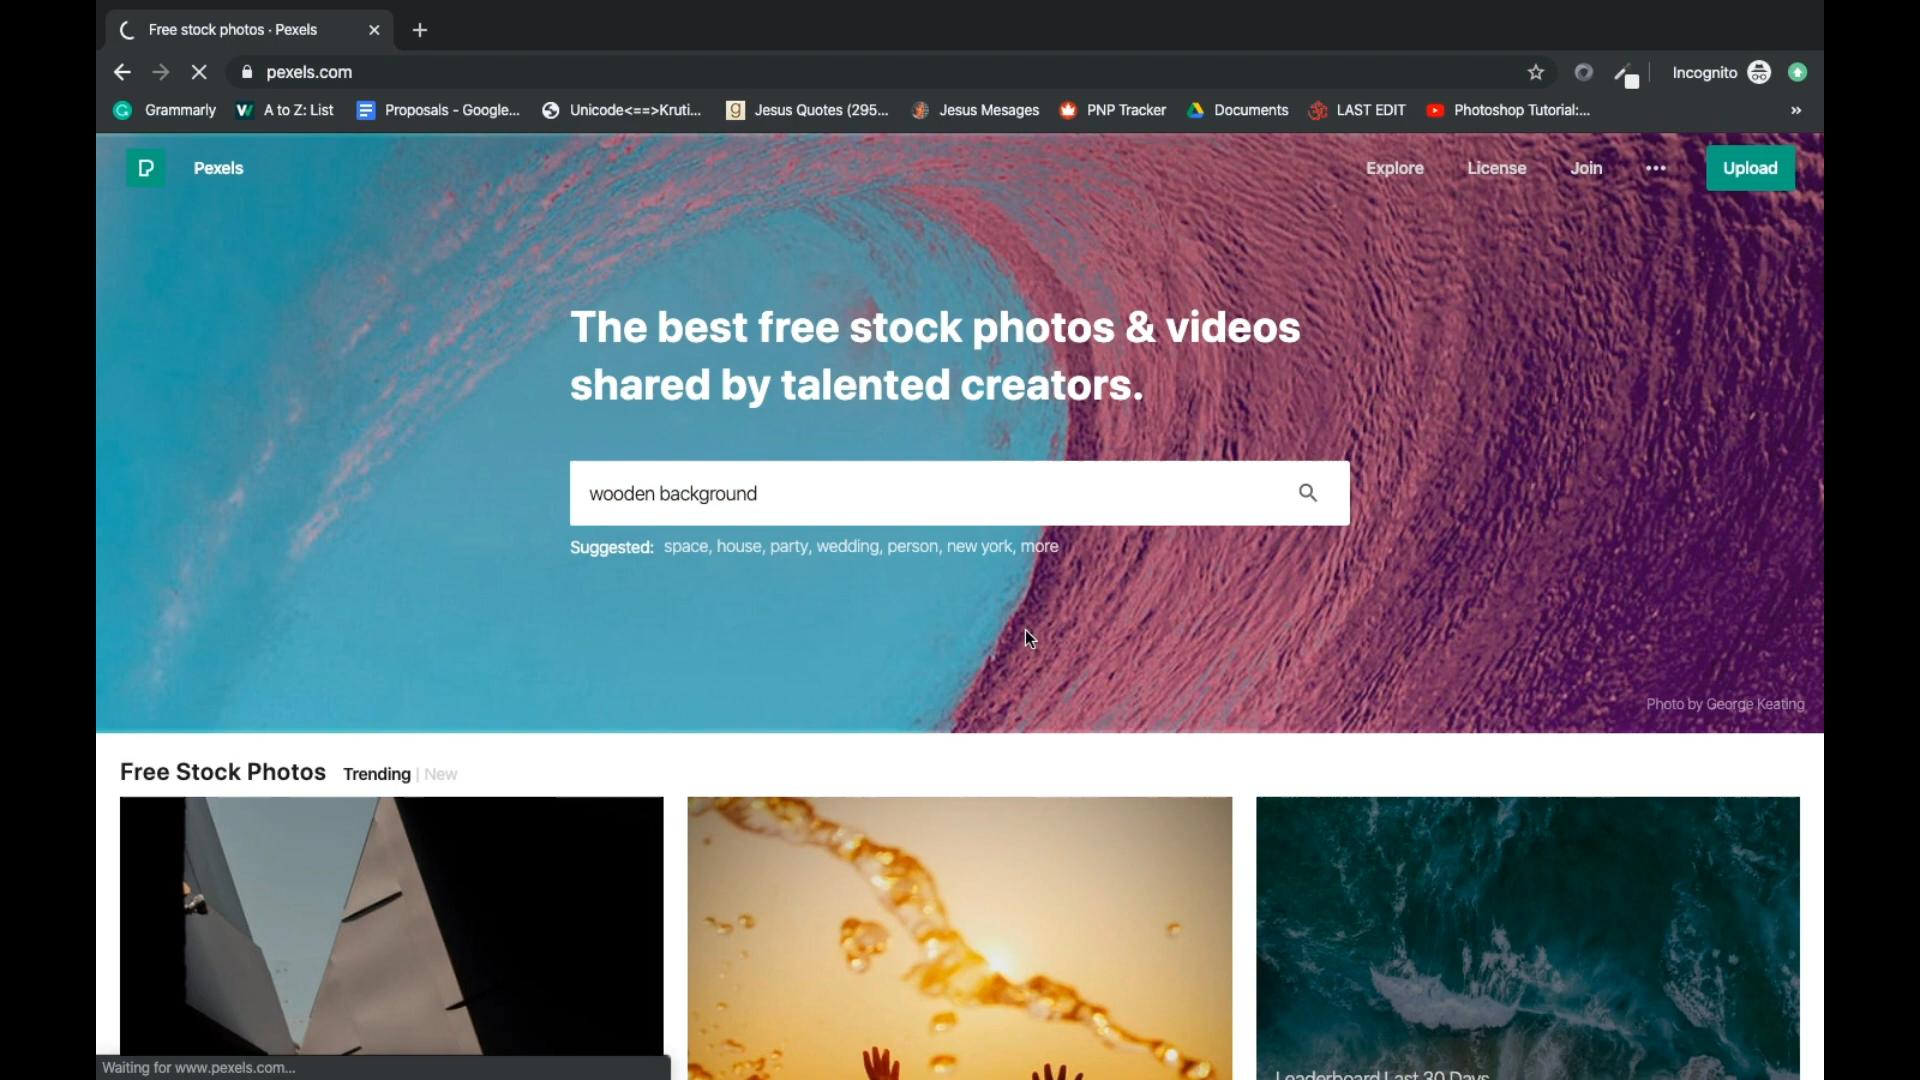 Free stock photos · Pexels
pexels.com
Incognito
Grammarly
A to Z: List
Proposals - Google...
Unicode<==>Kruti...
Jesus Quotes (295...
Jesus Mesages
PNP Tracker
Documents
LAST EDIT
Photoshop Tutorial:...
»
Pexels
Explore
License
Join
•••
Upload
The best free stock photos & videos
shared by talented creators.
wooden background
Suggested: space, house, party, wedding, person, new york, more
Photo by George Keating
Free Stock Photos Trending | New
Leaderboard Last 30 Days
Waiting for www.pexels.com...